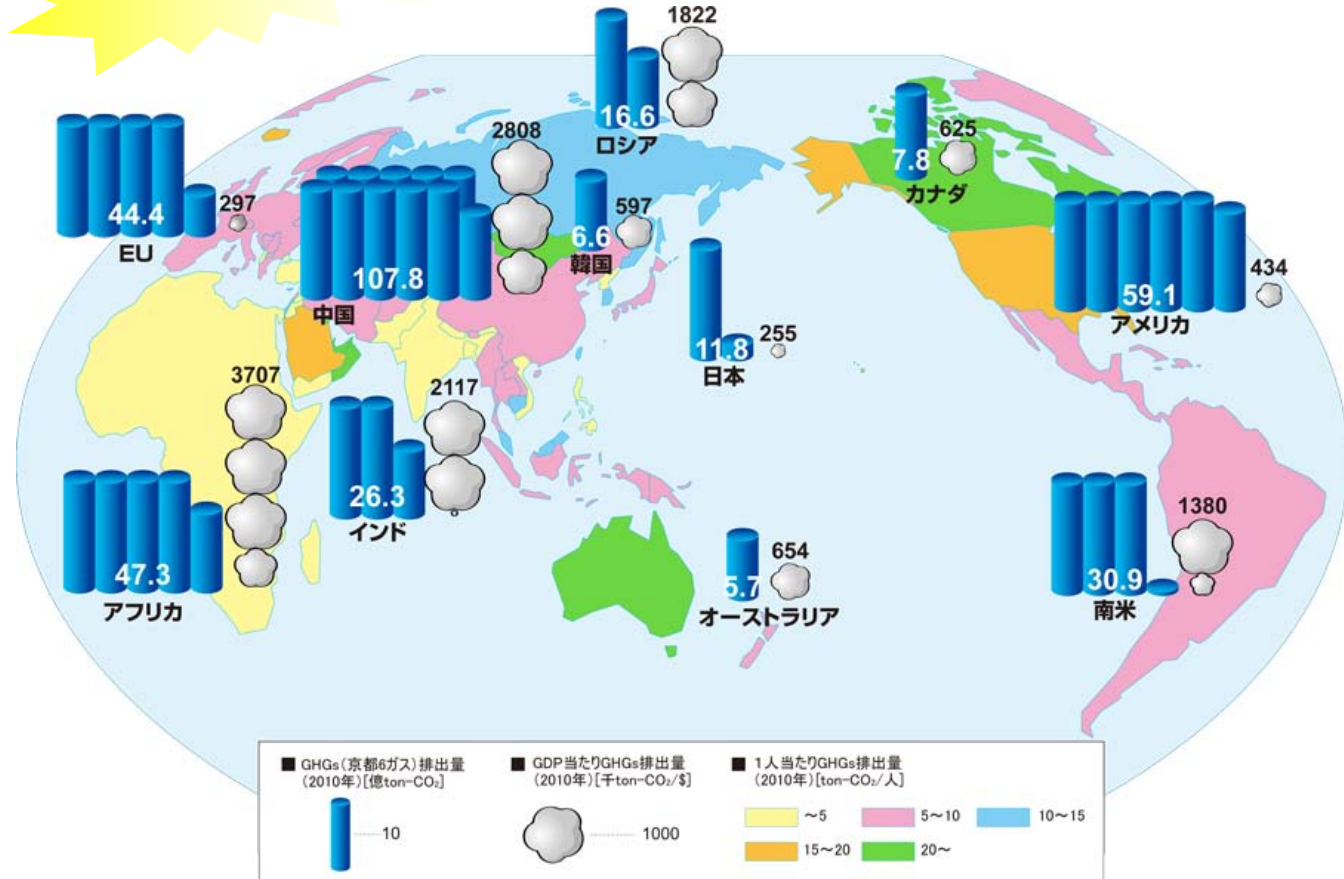 1822
16.6
ロシア
2808
107.8
中国
597
6.6
韓国
625
7.8
カナダ
297
44.4
EU
434
59.1
アメリカ
255
11.8
日本
3707
47.3
アフリカ
2117
26.3
インド
654
5.7
オーストラリア
1380
30.9
南米
■ GHGs(京都6ガス)排出量
(2010年)[億ton-CO₂]
10
■ GDP当たりGHGs排出量
(2010年)[千ton-CO₂/$]
1000
■ 1人当たりGHGs排出量
(2010年)[ton-CO₂/人]
～5
5～10
10～15
15～20
20～